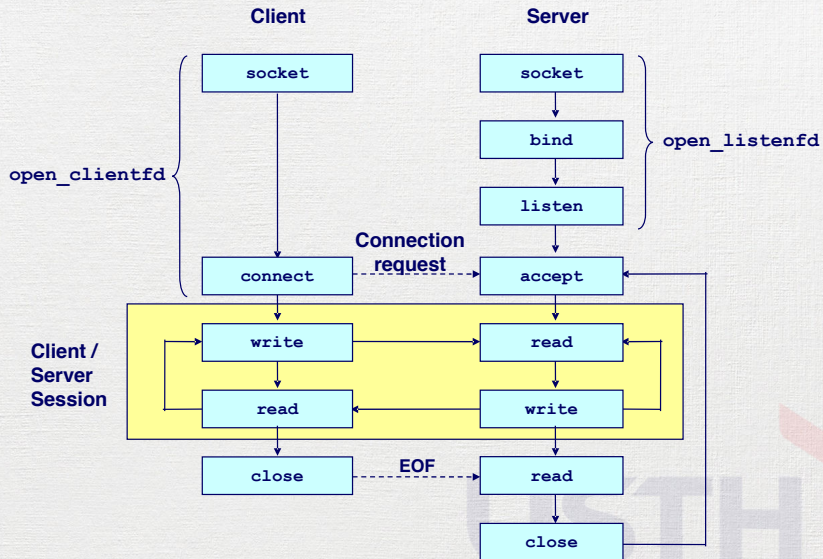 Client
Server
socket
socket
bind
open_listenfd
open_clientfd
listen
Connection
request
connect
accept
Client /
Server
Session
write
read
read
write
close
EOF
read
close
USTH